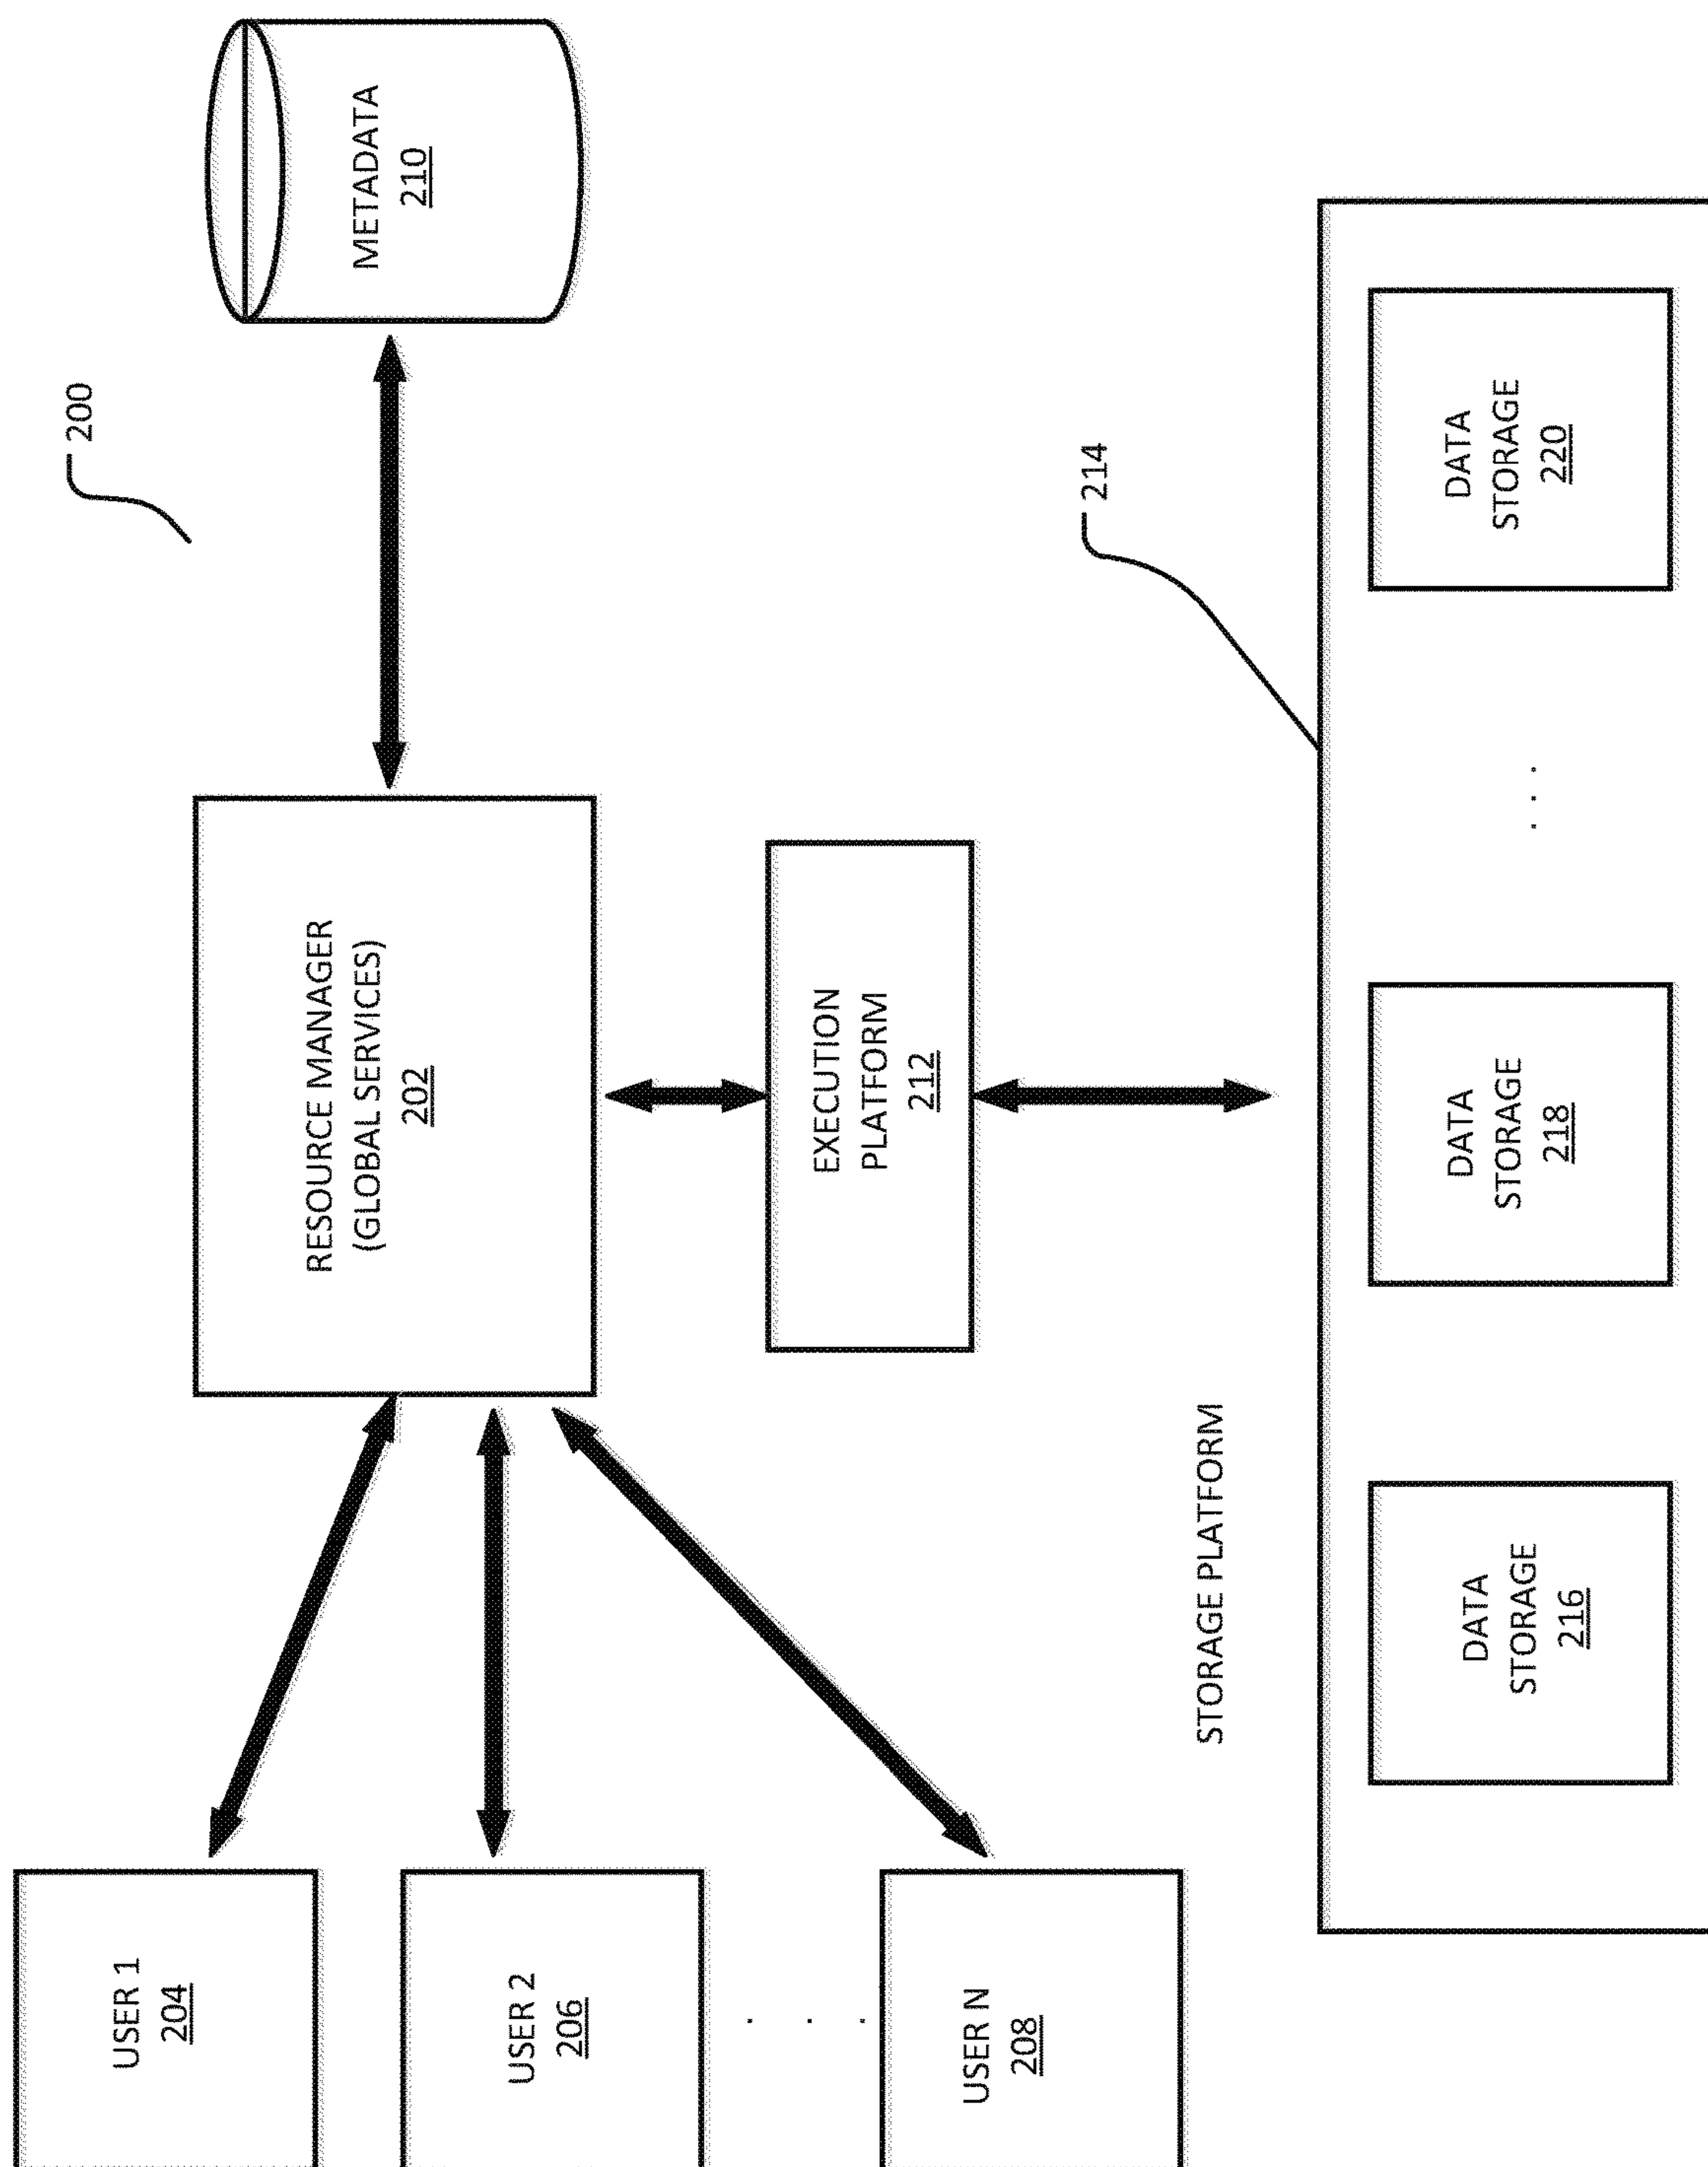 200
USER 1
204
USER 2
206
. . .
USER N
208
RESOURCE MANAGER
(GLOBAL SERVICES)
202
METADATA
210
EXECUTION
PLATFORM
212
STORAGE PLATFORM
214
DATA
STORAGE
216
DATA
STORAGE
218
. . .
DATA
STORAGE
220